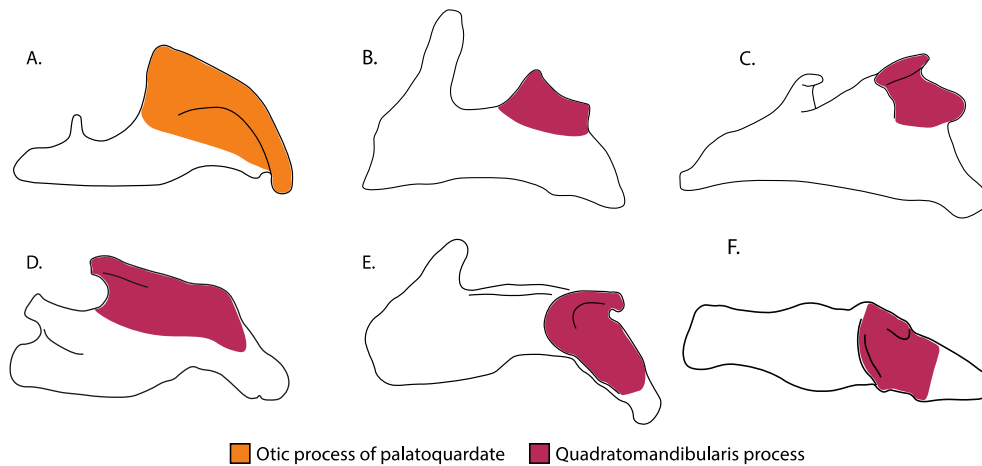 A.
B.
C.
D.
E.
F.
Otic process of palatoquardate
Quadratomandibularis process